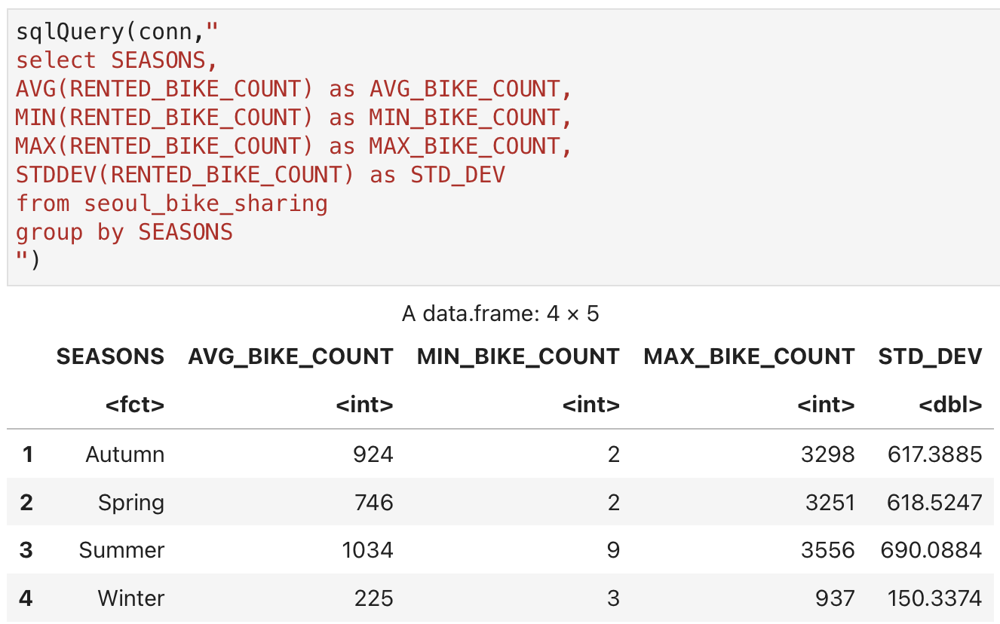 sqlQuery(conn,"
select SEASONS,
AVG(RENTED_BIKE_COUNT) as AVG_BIKE_COUNT,
MIN(RENTED_BIKE_COUNT) as MIN_BIKE_COUNT,
MAX(RENTED_BIKE_COUNT) as MAX_BIKE_COUNT,
STDDEV(RENTED_BIKE_COUNT) as STD_DEV
from seoul_bike_sharing
group by SEASONS
")
A data.frame: 4 × 5
SEASONS AVG_BIKE_COUNT MIN_BIKE_COUNT MAX_BIKE_COUNT STD_DEV
<fct> <int> <int> <int> <dbl>
1 Autumn 924 2 3298 617.3885
2 Spring 746 2 3251 618.5247
3 Summer 1034 9 3556 690.0884
4 Winter 225 3 937 150.3374